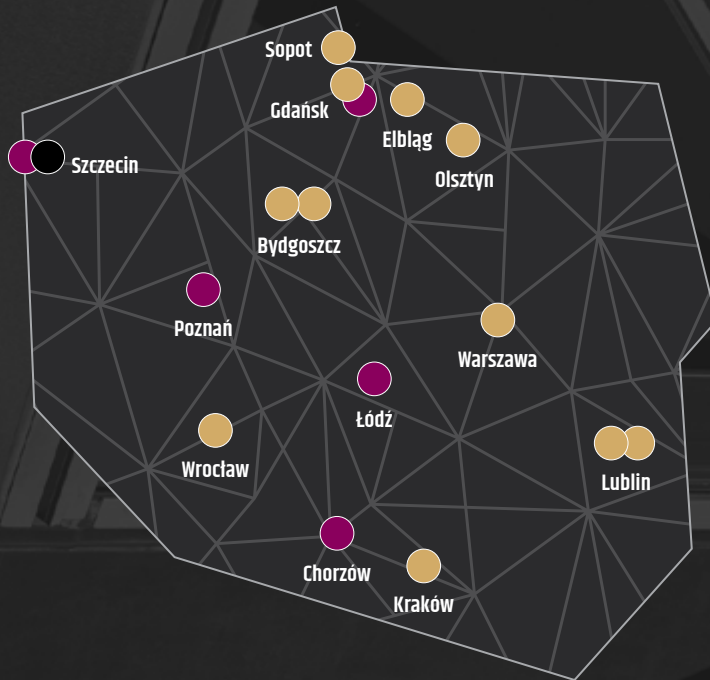 Sopot
Gdańsk
Elbląg
Szczecin
Olsztyn
Bydgoszcz
Poznań
Warszawa
Łódź
Wrocław
Lublin
Chorzów
Kraków